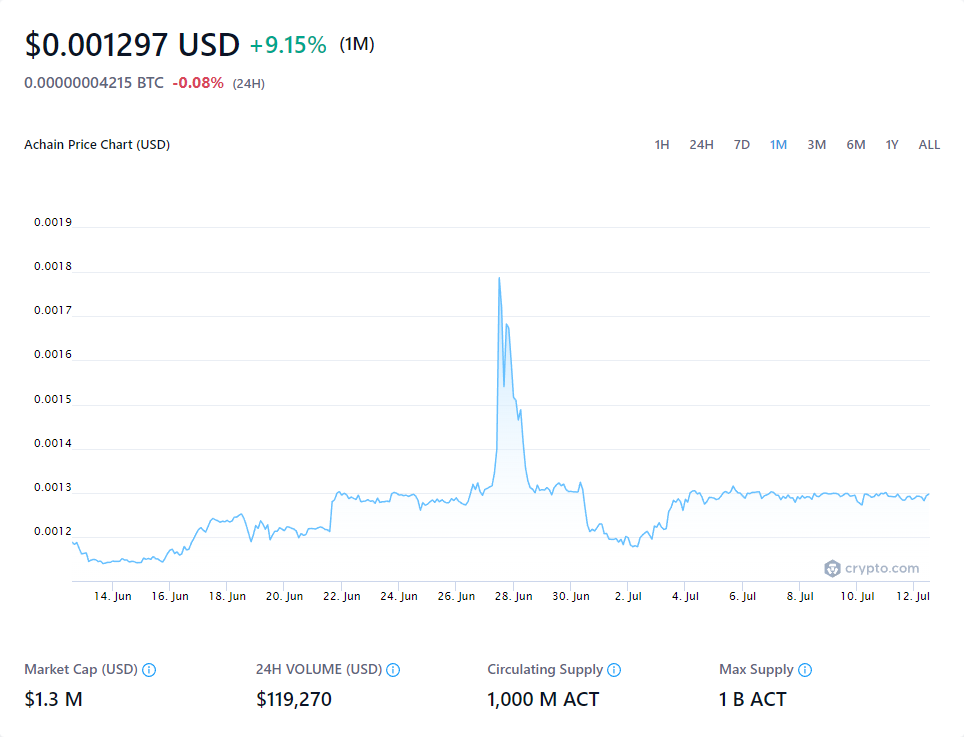 $0.001297 USD +9.15% (1M)
0.00000004215 BTC -0.08% (24H)
Achain Price Chart (USD) 1H 24H 7D 1M 3M 6M 1Y ALL
0.0019
0.0018
0.0017
0.0016
0.0015
0.0014
0.0013
0.0012
crypto.com
14. Jun 16. Jun 18. Jun 20. Jun 22. Jun 24. Jun 26. Jun 28. Jun 30. Jun 2. Jul 4. Jul 6. Jul 8. Jul 10. Jul 12. Jul
Market Cap (USD) 24H VOLUME (USD) Circulating Supply Max Supply
$1.3 M $119,270 1,000 M ACT 1 B ACT